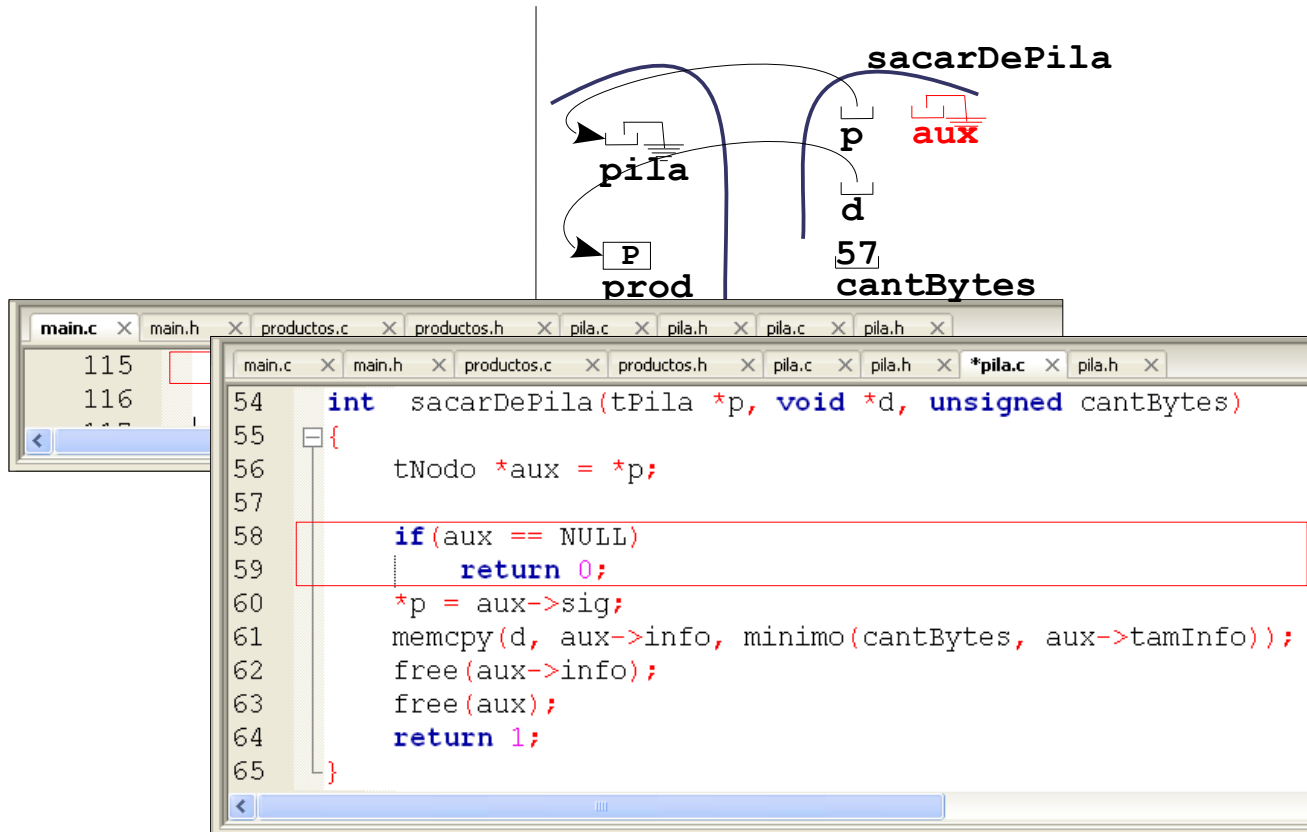 sacarDePila
p aux
pila
d
P 57
prod cantBytes
main.c main.h productos.c productos.h pila.c pila.h pila.c pila.h
115
116
main.c main.h productos.c productos.h pila.c pila.h *pila.c pila.h
54 int sacarDePila(tPila *p, void *d, unsigned cantBytes)
55 {
56 tNodo *aux = *p;
57
58 if(aux == NULL)
59 return 0;
60 *p = aux->sig;
61 memcpy(d, aux->info, minimo(cantBytes, aux->tamInfo));
62 free(aux->info);
63 free(aux);
64 return 1;
65 }